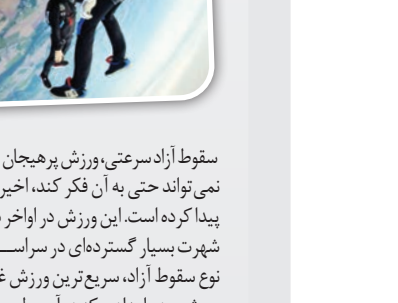 سقوط آزاد سرعتی، ورزش پرهیجان
نمی‌تواند حتی به آن فکر کند، اخیر
پیدا کرده است. این ورزش در اواخر
شهرت بسیار گسترده‌ای در سراسـ
نوع سقوط آزاد، سریع‌ترین ورزش غ